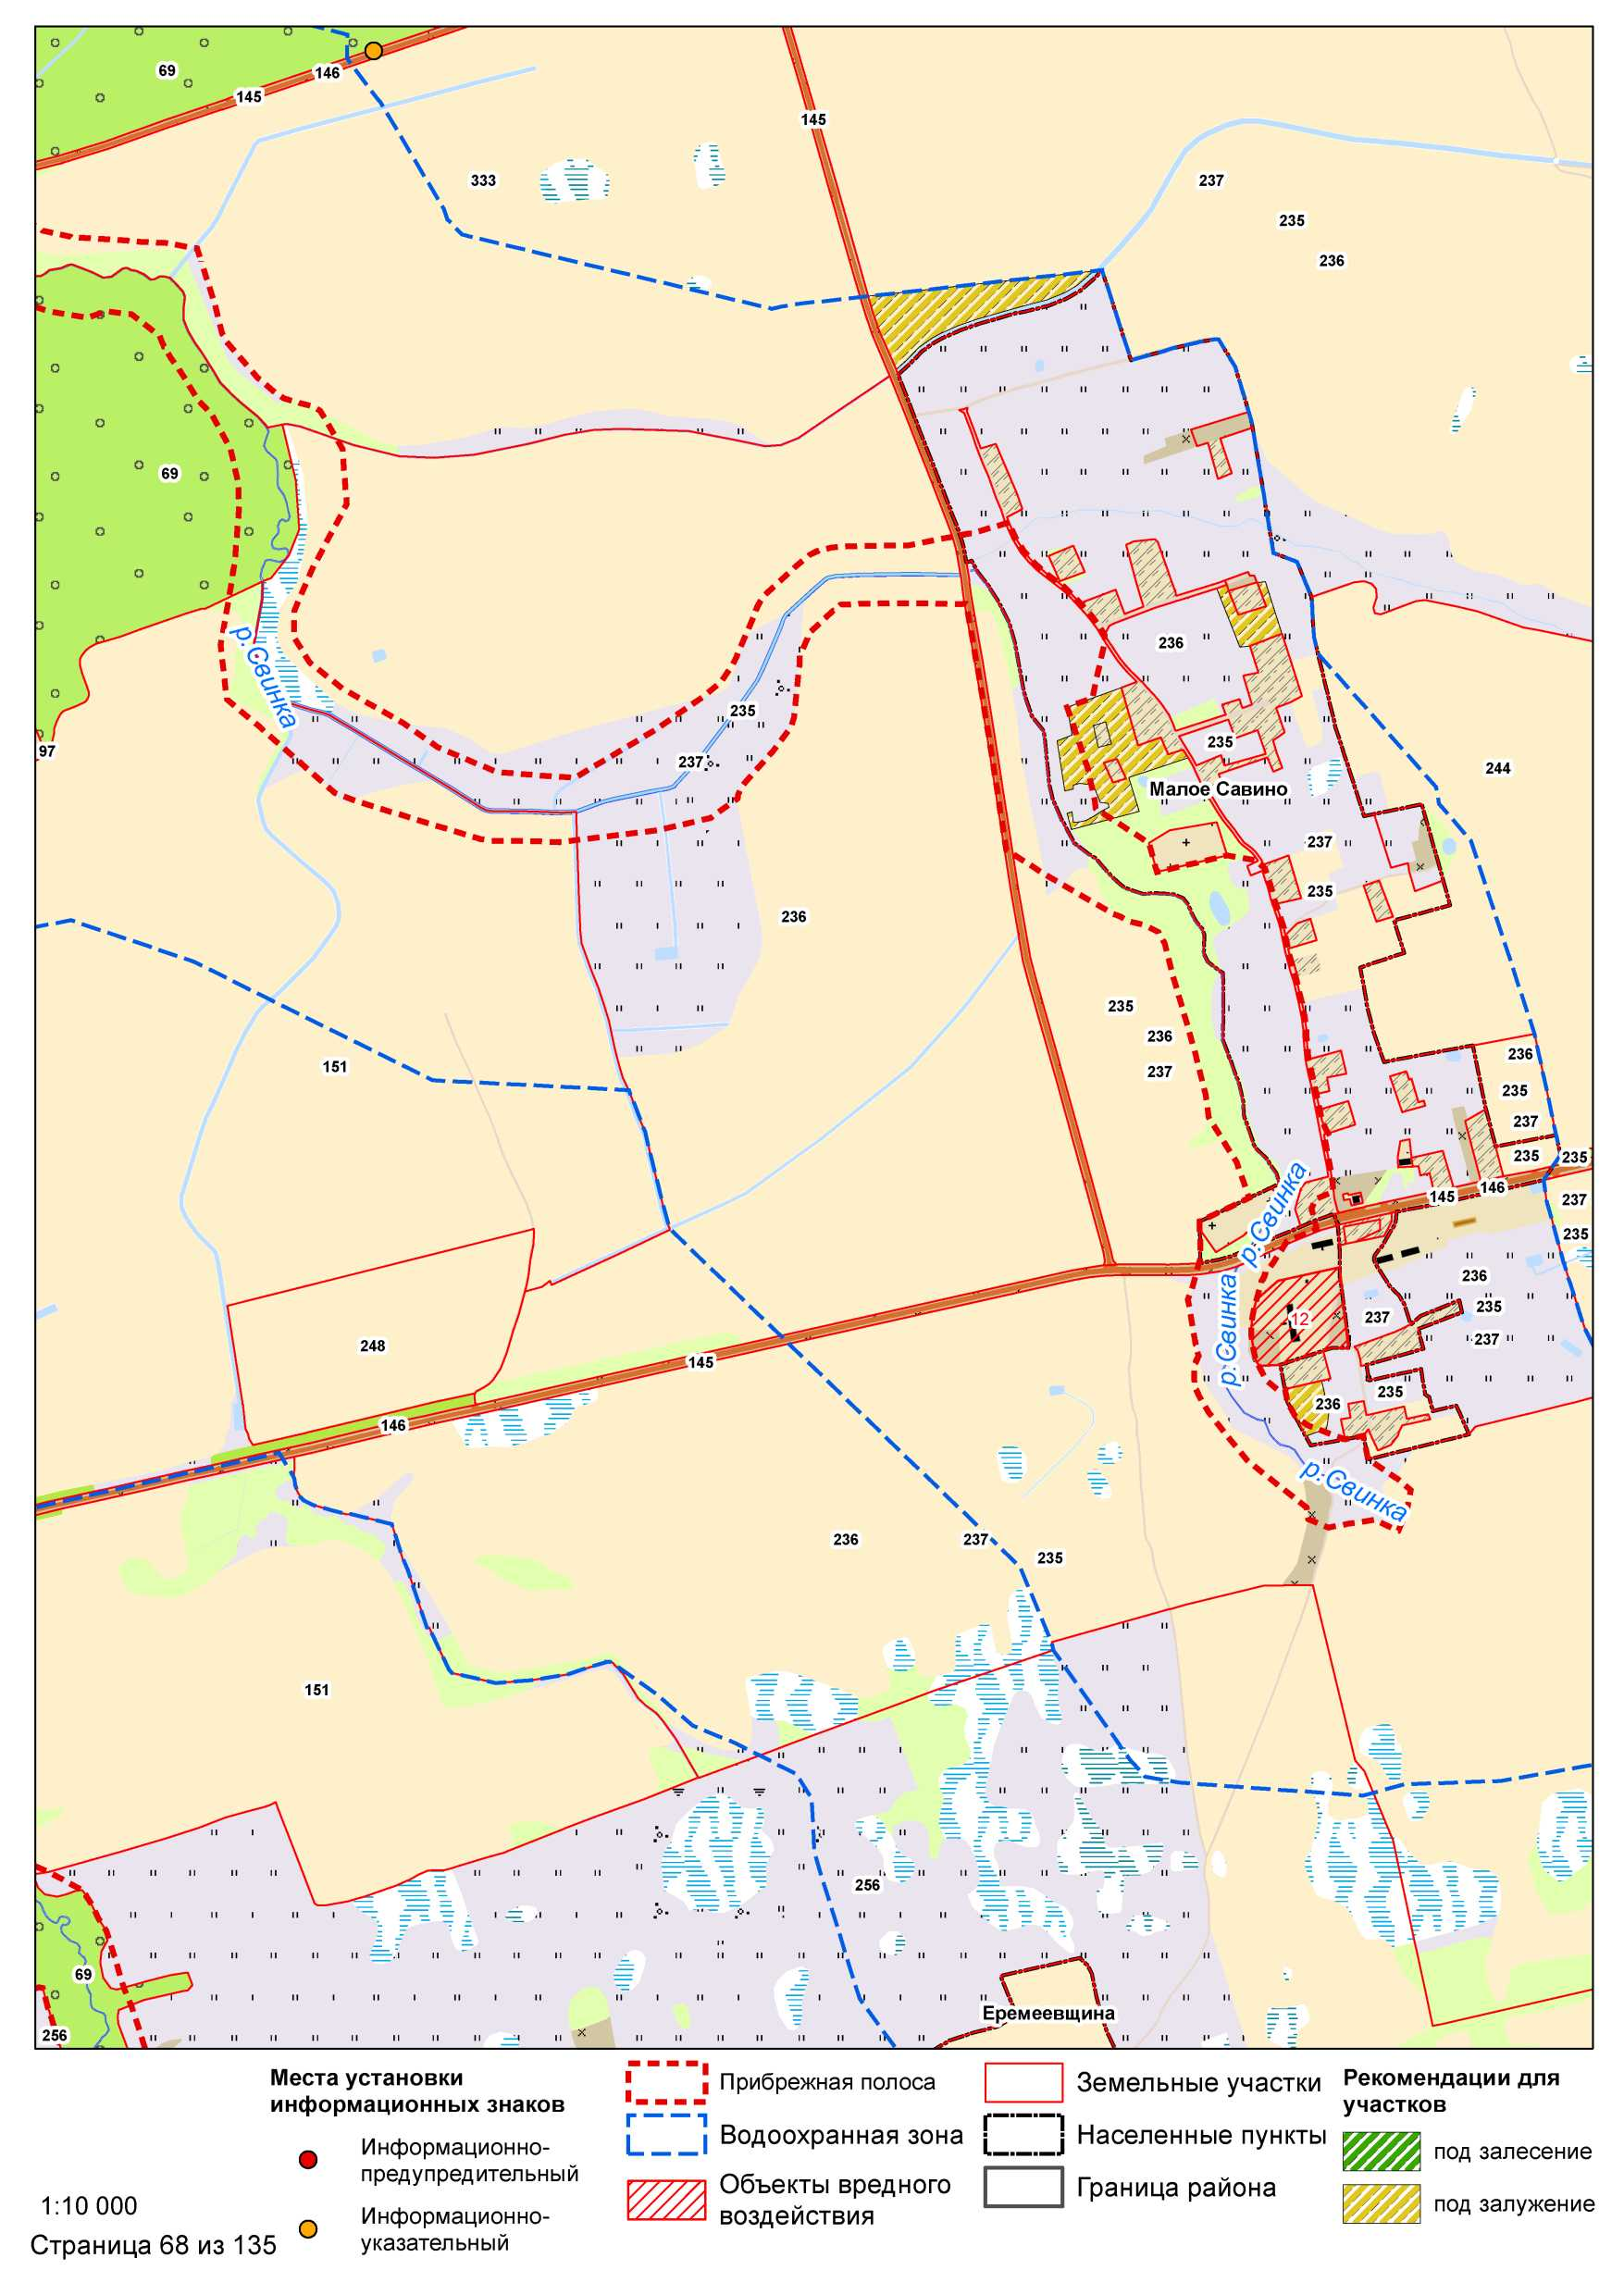 69
146
145
145
333
237
235
236
69
р.Свинка
97
236
235
235
237
244
Малое Савино
237
235
236
235
236
237
151
236
235
237
235
235
р.Свинка
145
146
237
235
236
235
237
237
12
р.Свинка
248
145
235
236
146
р.Свинка
236
237
235
151
256
69
Еремеевщина
256
Места установки
информационных знаков
Информационно-
предупредительный
Информационно-
указательный
Прибрежная полоса
Водоохранная зона
Объекты вредного
воздействия
Земельные участки
Населенные пункты
Граница района
Рекомендации для
участков
под залесение
под залужение
1:10 000
Страница 68 из 135